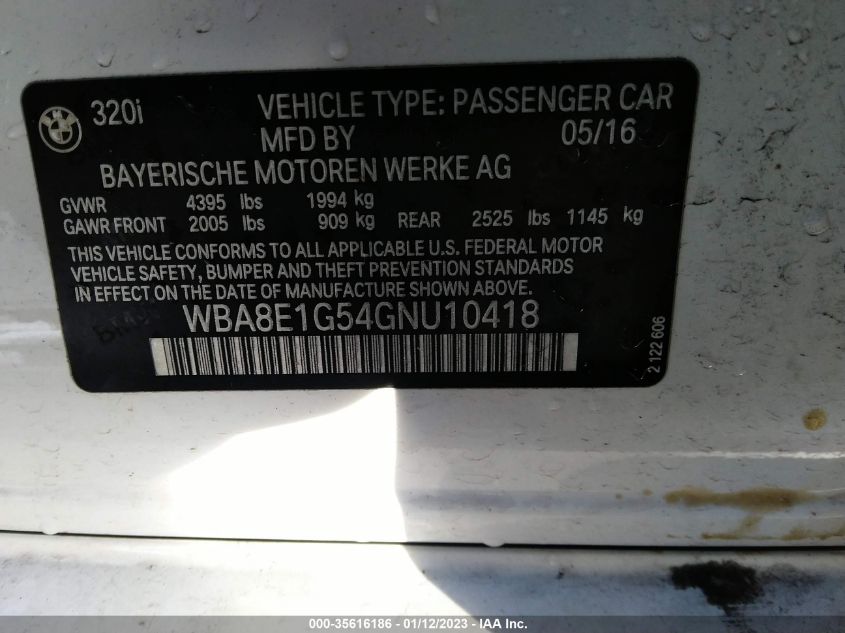 320i VEHICLE TYPE: PASSENGER CAR
MFD BY 05/16
BAYERISCHE MOTOREN WERKE AG
GVWR 4395 lbs 1994 kg
GAWR FRONT 2005 lbs 909 kg REAR 2525 lbs 1145 kg
THIS VEHICLE CONFORMS TO ALL APPLICABLE U.S. FEDERAL MOTOR
VEHICLE SAFETY, BUMPER AND THEFT PREVENTION STANDARDS
IN EFFECT ON THE DATE OF MANUFACTURE SHOWN ABOVE.
WBA8E1G54GNU10418
2 122 606
000-35616186 - 01/12/2023 - IAA Inc.